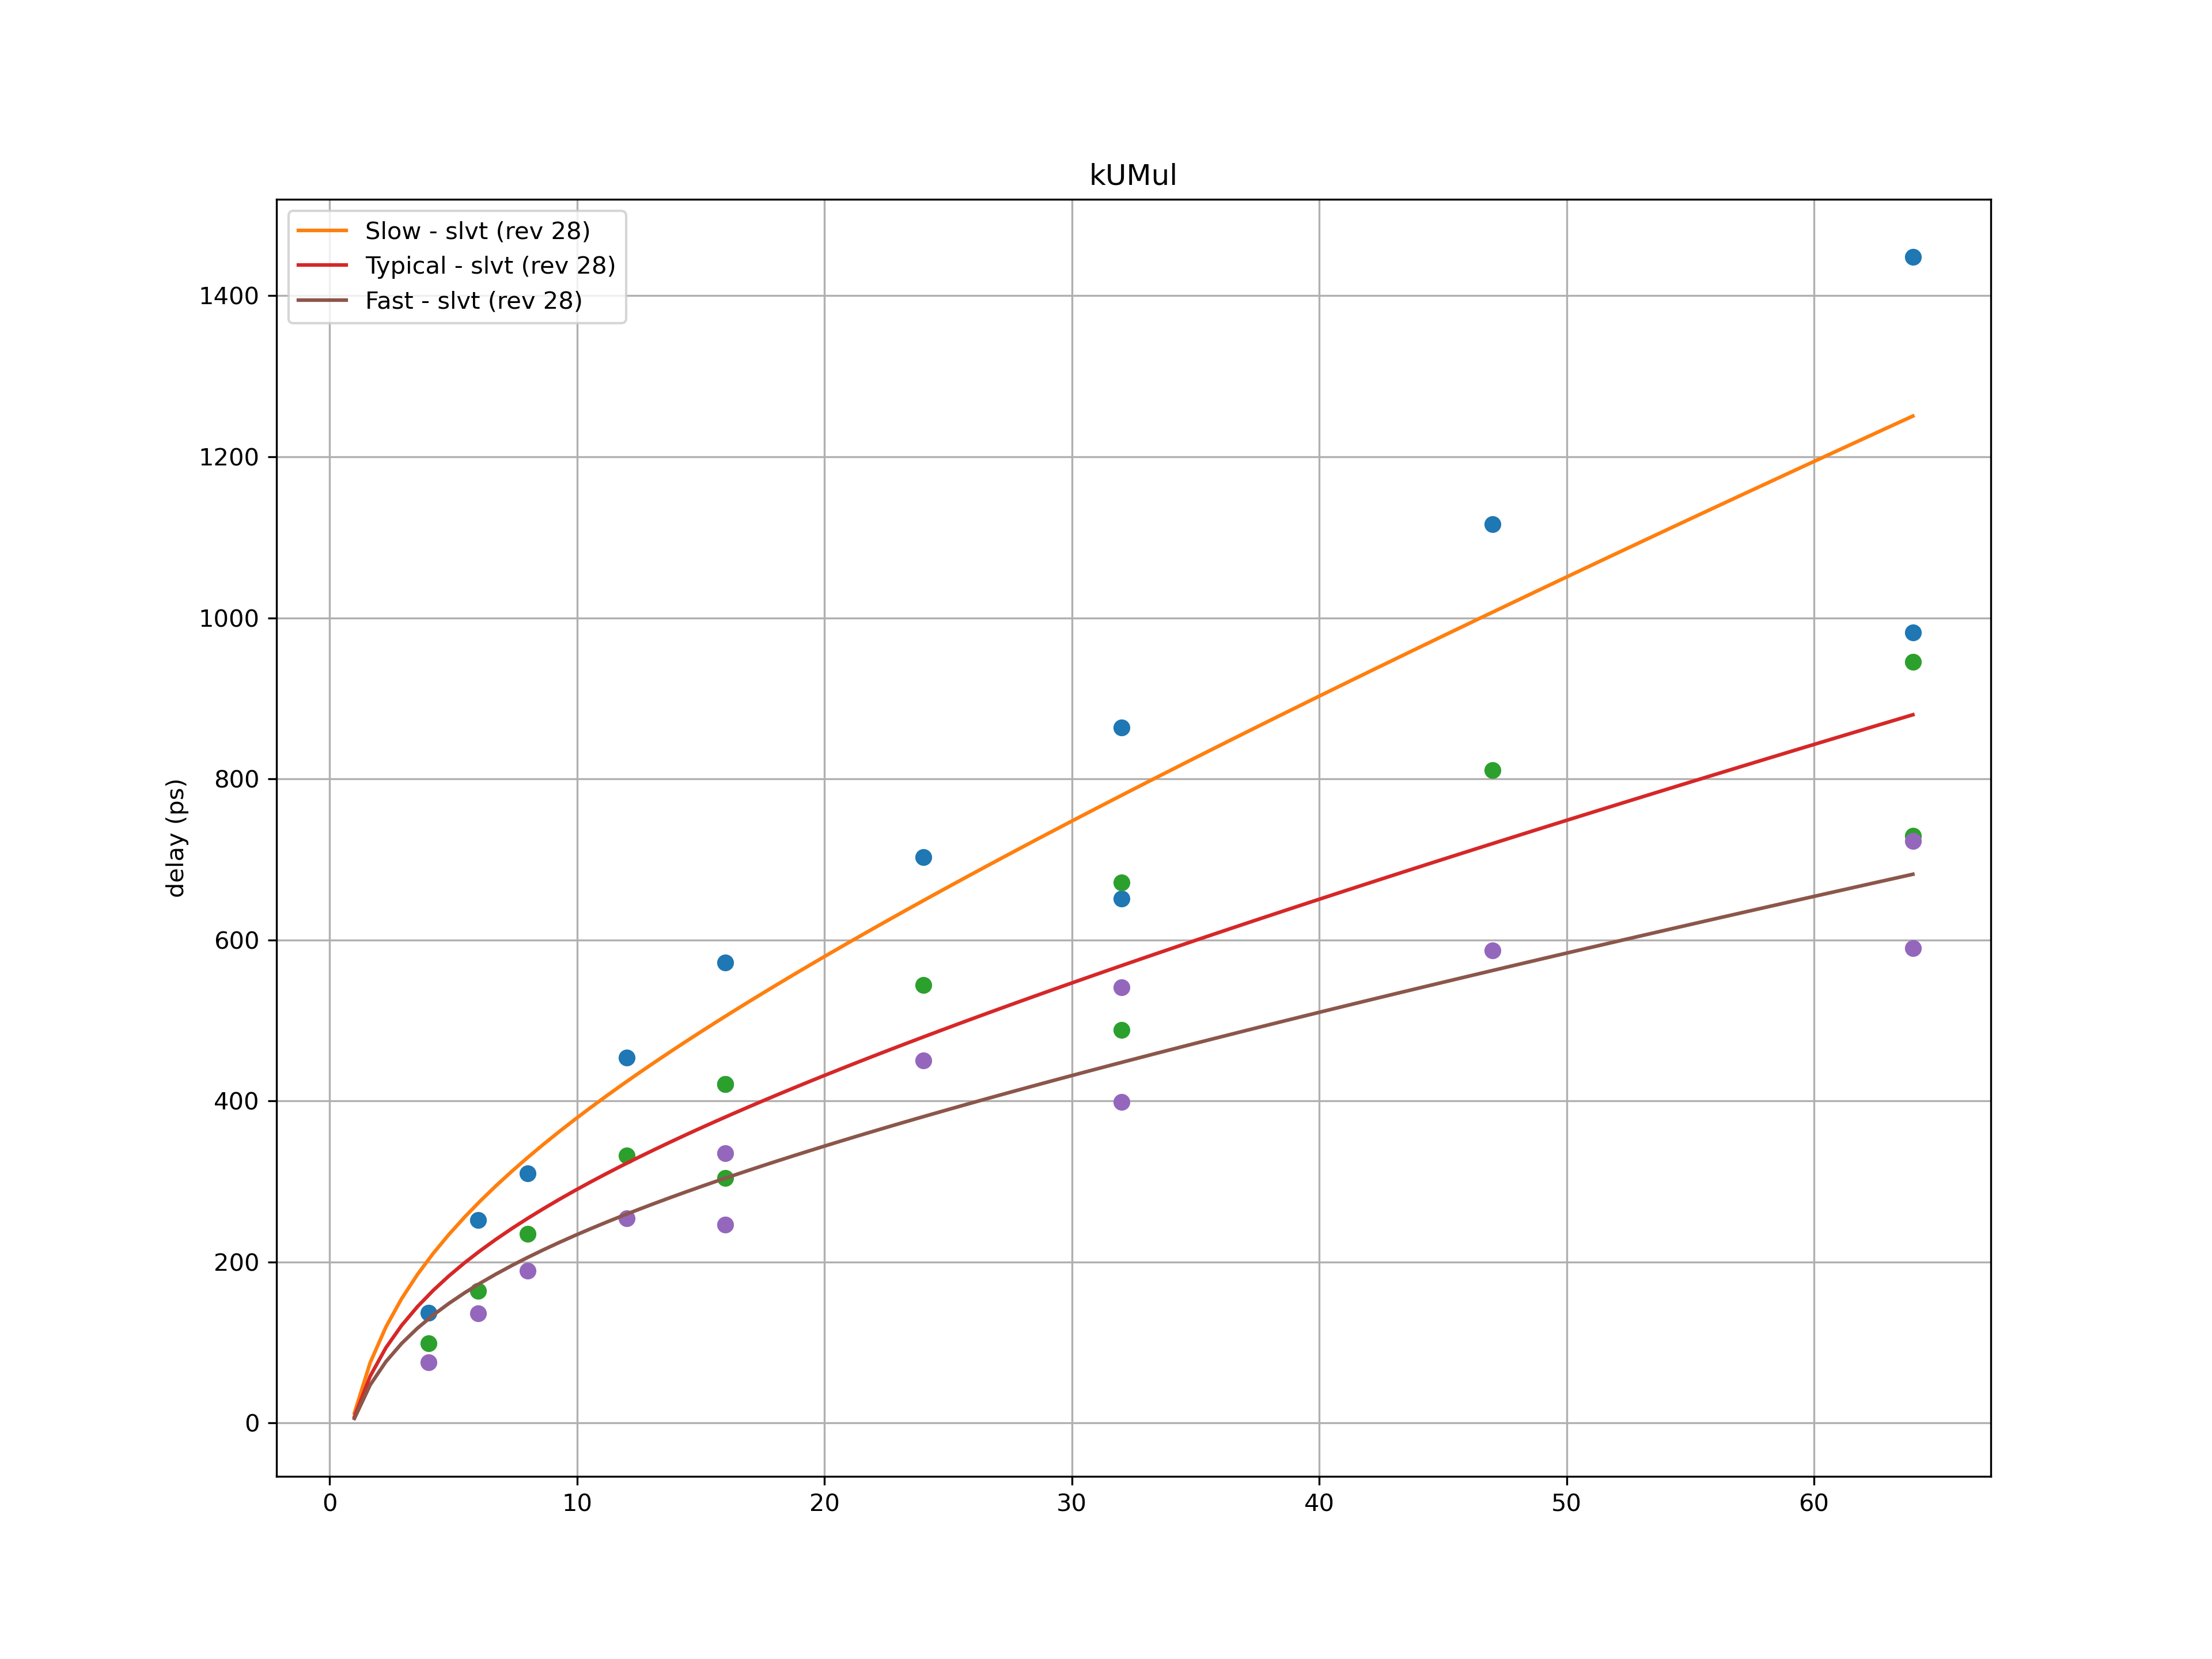 kUMul
Slow - slvt (rev 28)
Typical - slvt (rev 28)
Fast - slvt (rev 28)
delay (ps)
1400
1200
1000
800
600
400
200
0
0 10 20 30 40 50 60